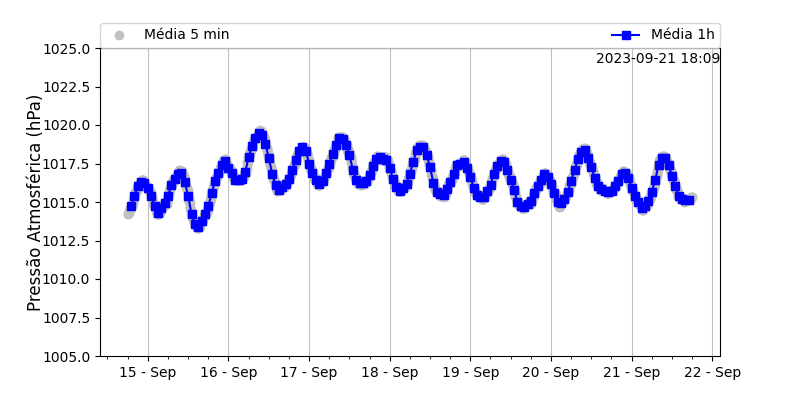 Média 5 min
Média 1h
2023-09-21 18:09
Pressão Atmosférica (hPa)
1025.0
1022.5
1020.0
1017.5
1015.0
1012.5
1010.0
1007.5
1005.0
15 - Sep
16 - Sep
17 - Sep
18 - Sep
19 - Sep
20 - Sep
21 - Sep
22 - Sep